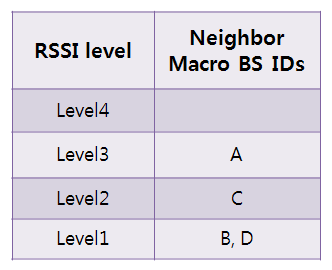 RSSI level
Neighbor
Macro BS IDs
Level4
Level3 A
Level2 C
Level1 B, D